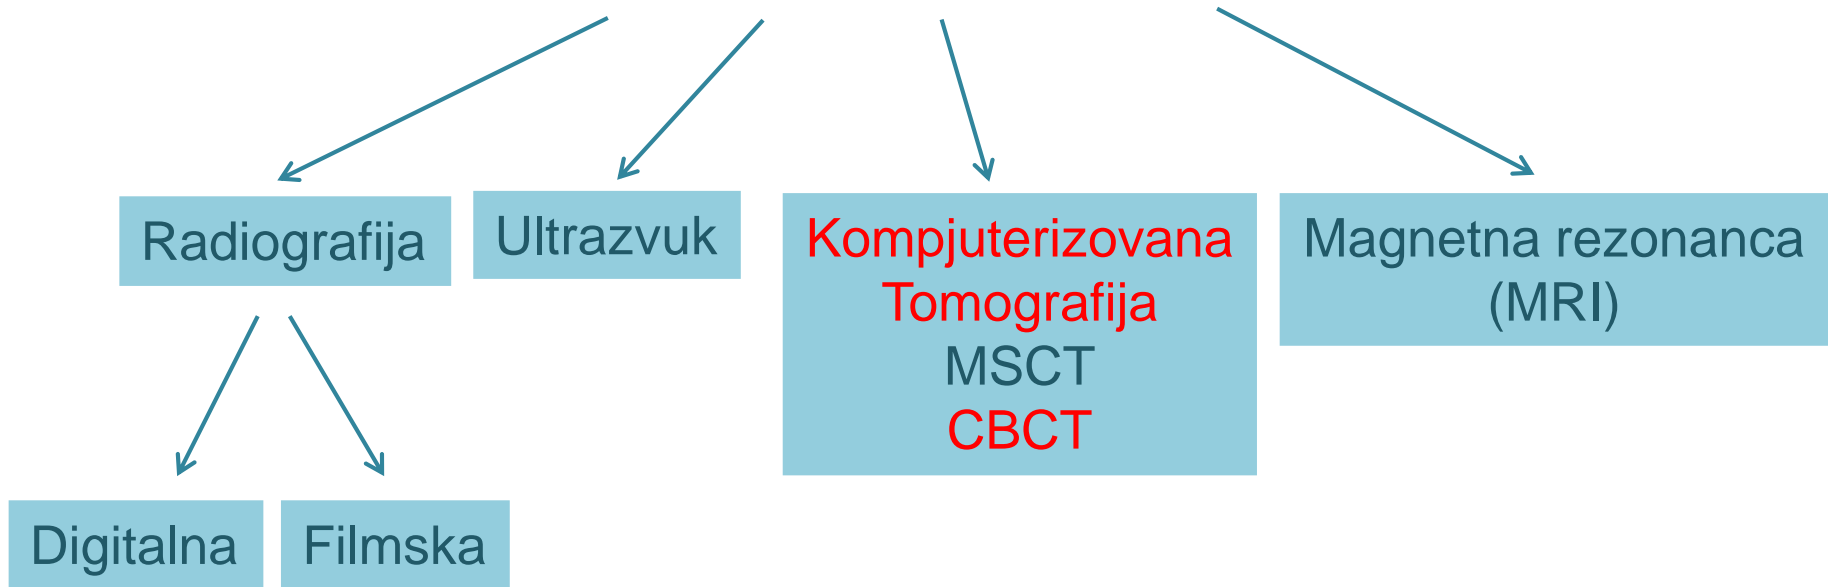 Radiografija
Ultrazvuk
Kompjuterizovana
Tomografija
MSCT
CBCT
Magnetna rezonanca
(MRI)
Digitalna
Filmska